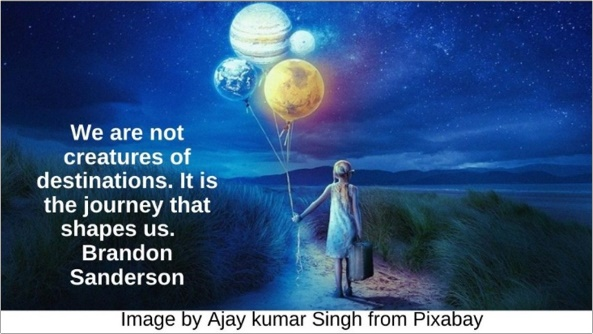 We are not
creatures of
destinations. It is
the journey that
shapes us.
Brandon
Sanderson
Image by Ajay kumar Singh from Pixabay